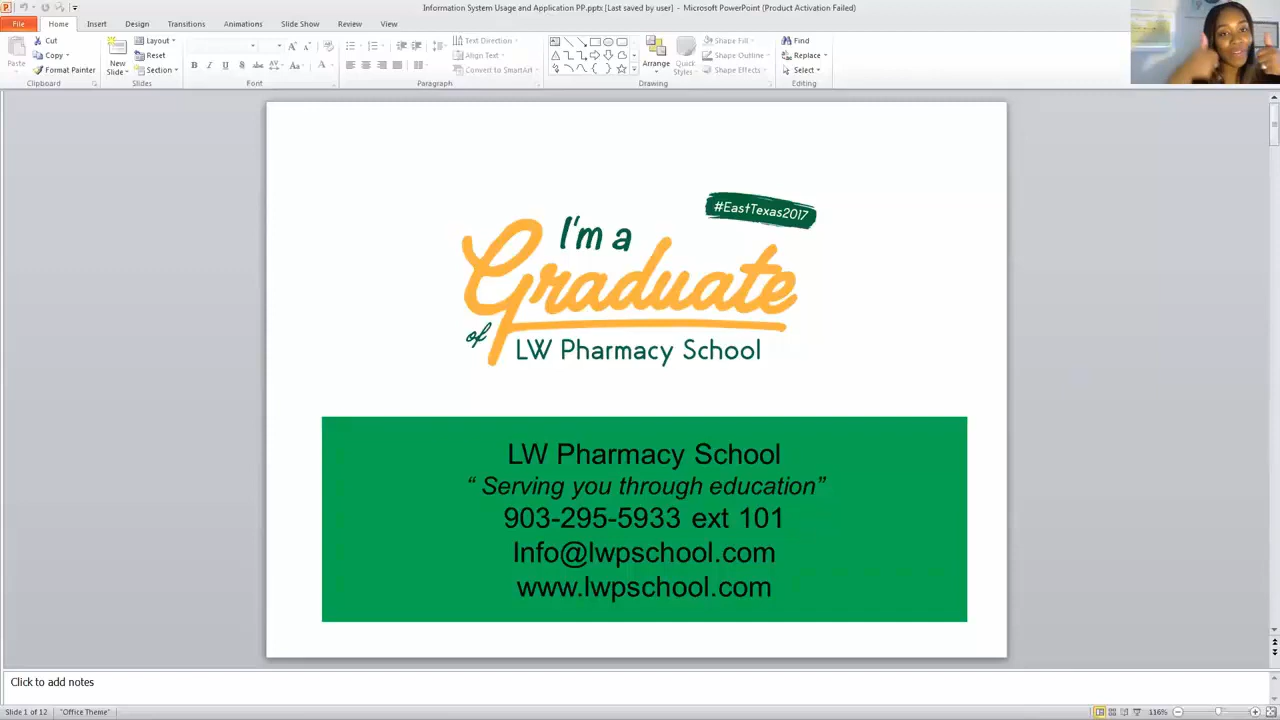 Information System Usage and Application PP.pptx [Last saved by user] - Microsoft PowerPoint (Product Activation Failed)
File Home Insert Design Transitions Animations Slide Show Review View
Paste
Cut
Copy
Format Painter
Clipboard
New Slide
Layout
Reset
Section
Slides
Font
Paragraph
Text Direction
Align Text
Convert to SmartArt
Drawing
Arrange
Quick Styles
Shape Fill
Shape Outline
Shape Effects
Find
Replace
Select
Editing
#EastTexas2017
I'm a
Graduate
of LW Pharmacy School
LW Pharmacy School
“ Serving you through education”
903-295-5933 ext 101
Info@lwpschool.com
www.lwpschool.com
Click to add notes
Slide 1 of 12 "Office Theme" 116%